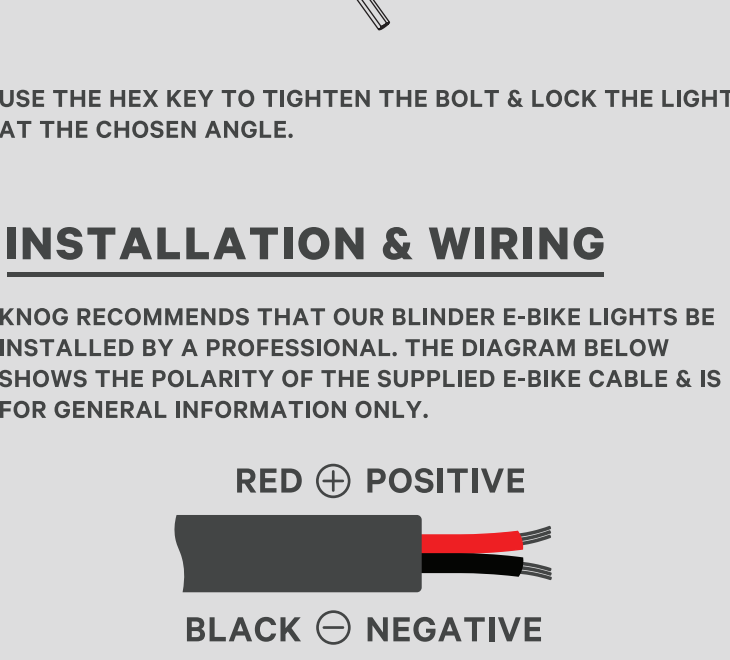 USE THE HEX KEY TO TIGHTEN THE BOLT & LOCK THE LIGHT
AT THE CHOSEN ANGLE.
INSTALLATION & WIRING
KNOG RECOMMENDS THAT OUR BLINDER E-BIKE LIGHTS BE
INSTALLED BY A PROFESSIONAL. THE DIAGRAM BELOW
SHOWS THE POLARITY OF THE SUPPLIED E-BIKE CABLE & IS
FOR GENERAL INFORMATION ONLY.
RED ⊕ POSITIVE
BLACK ⊖ NEGATIVE